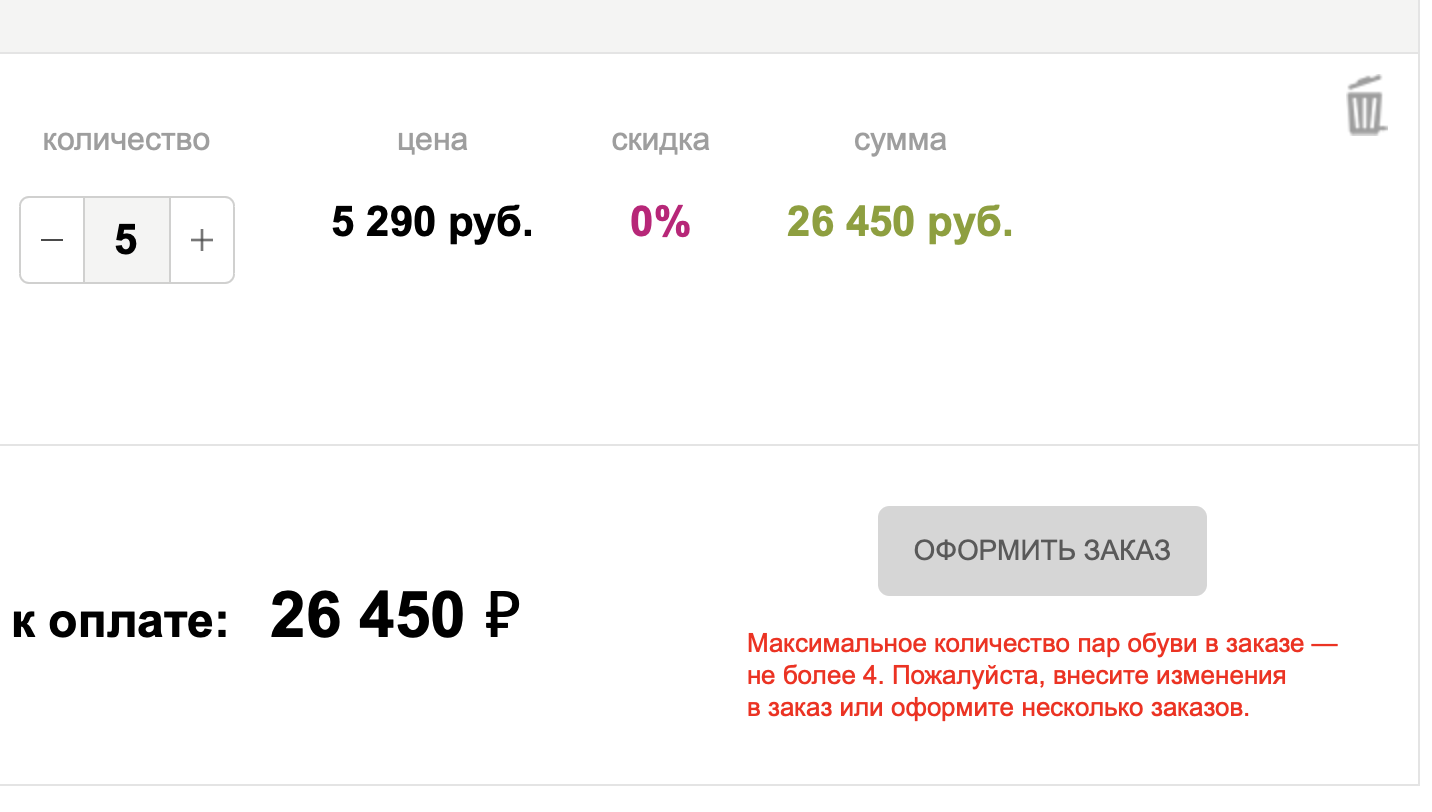 количество цена скидка сумма
— 5 + 5 290 руб. 0% 26 450 руб.
ОФОРМИТЬ ЗАКАЗ
к оплате: 26 450 ₽
Максимальное количество пар обуви в заказе —
не более 4. Пожалуйста, внесите изменения
в заказ или оформите несколько заказов.